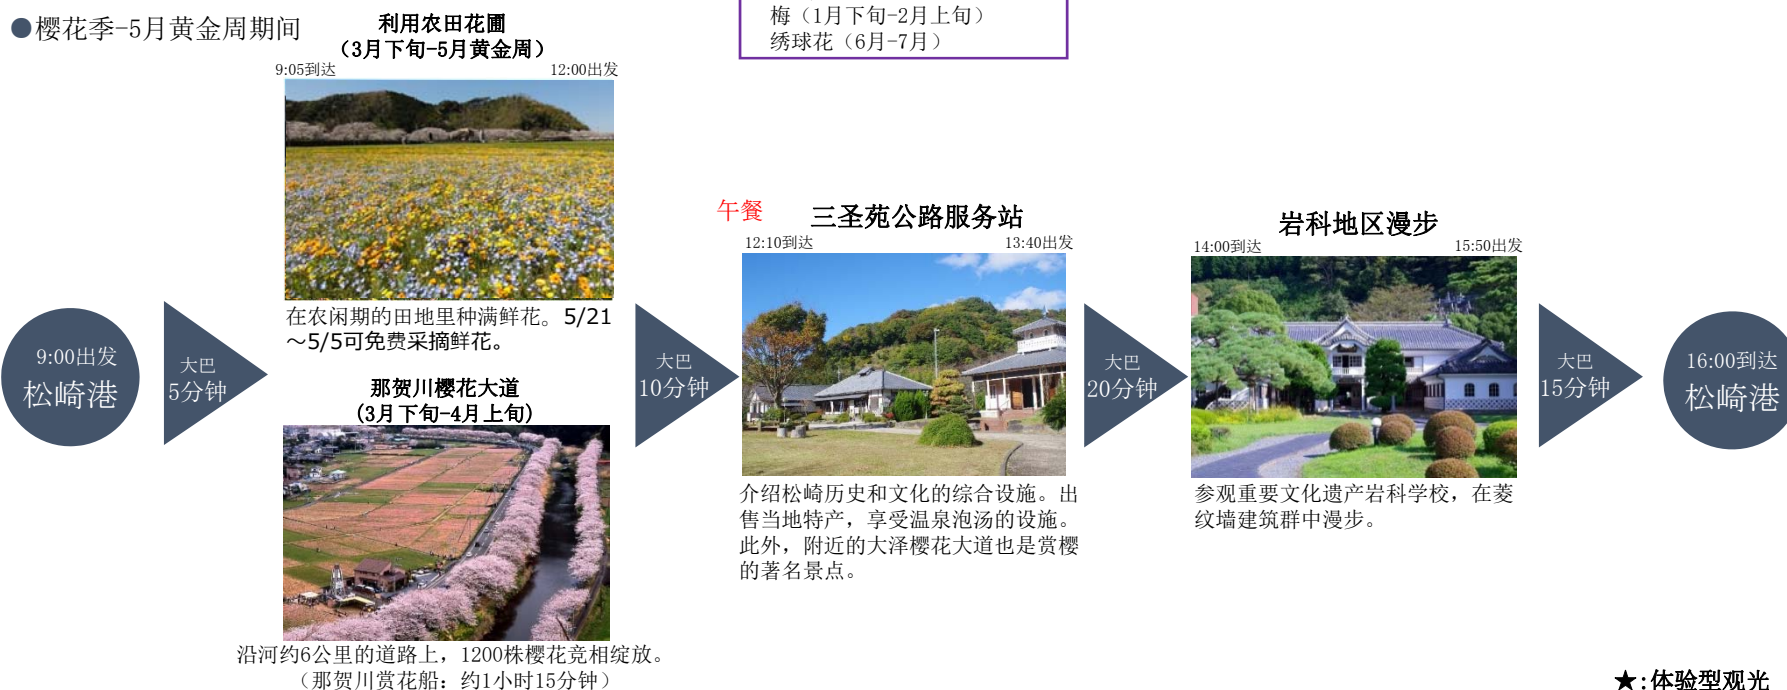 梅（1月下旬-2月上旬）
绣球花（6月-7月）
●樱花季-5月黄金周期间
利用农田花圃
（3月下旬-5月黄金周）
9:05到达
12:00出发
在农闲期的田地里种满鲜花。5/21
～5/5可免费采摘鲜花。
9:00出发
松崎港
大巴
5分钟
那贺川樱花大道
(3月下旬-4月上旬)
沿河约6公里的道路上，1200株樱花竞相绽放。
（那贺川赏花船：约1小时15分钟）
大巴
10分钟
午餐
三圣苑公路服务站
12:10到达
13:40出发
介绍松崎历史和文化的综合设施。出
售当地特产，享受温泉泡汤的设施。
此外，附近的大泽樱花大道也是赏樱
的著名景点。
大巴
20分钟
岩科地区漫步
14:00到达
15:50出发
参观重要文化遗产岩科学校，在菱
纹墙建筑群中漫步。
大巴
15分钟
16:00到达
松崎港
★:体验型观光